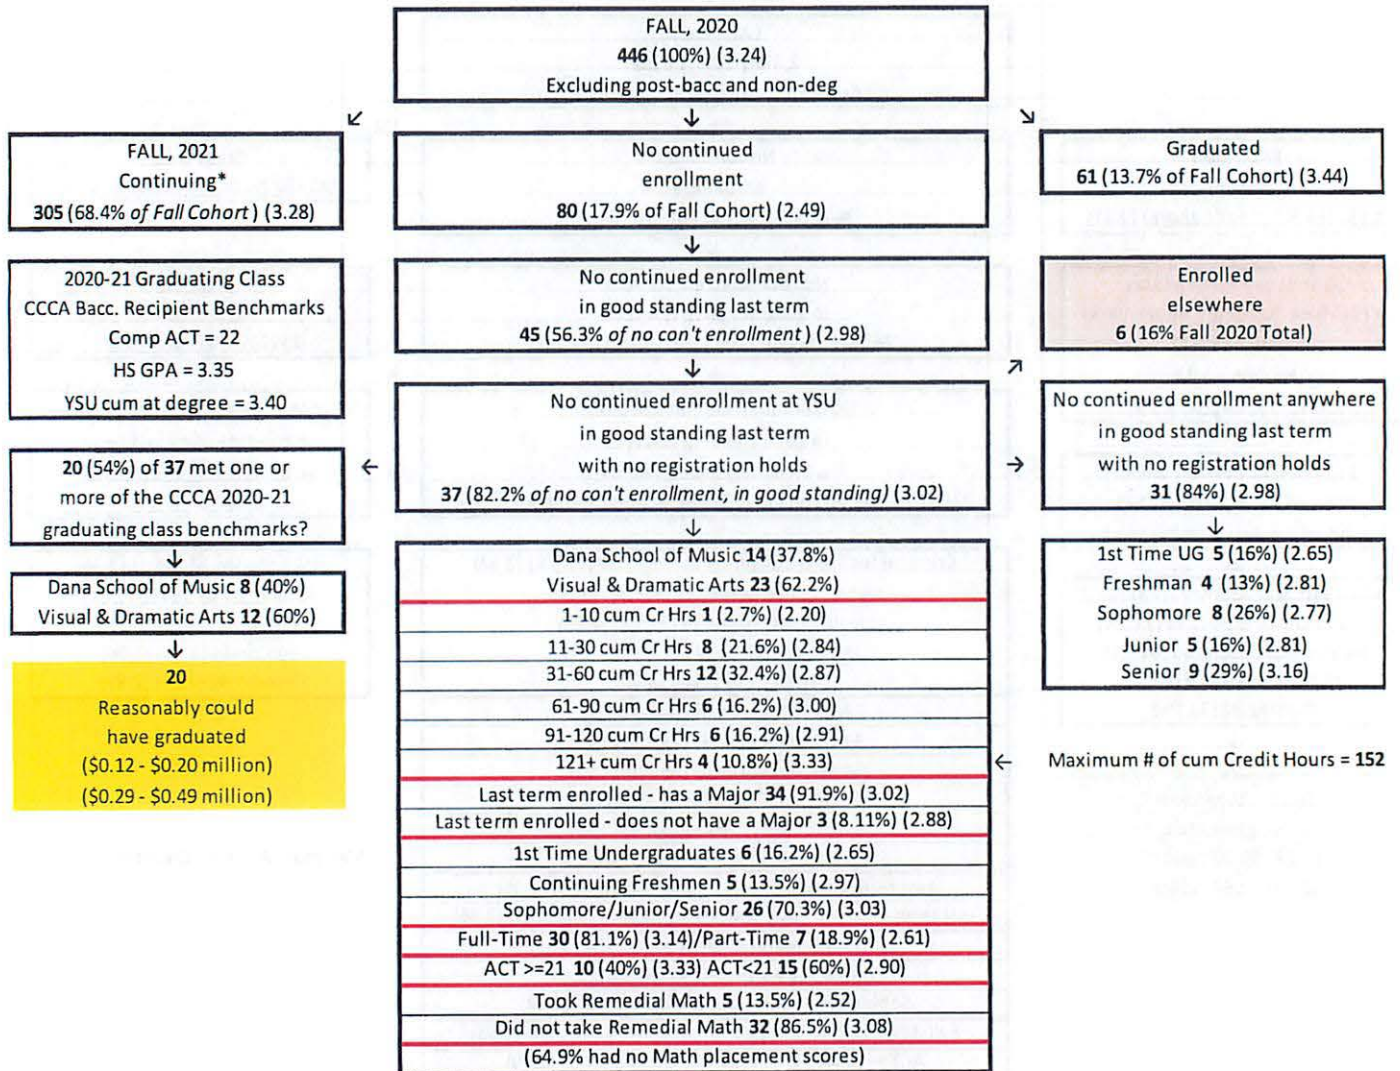 FALL, 2020
446 (100%) (3.24)
Excluding post-bacc and non-deg
↙
↓
↘
FALL, 2021
Continuing*
305 (68.4% of Fall Cohort ) (3.28)
No continued
enrollment
80 (17.9% of Fall Cohort) (2.49)
Graduated
61 (13.7% of Fall Cohort) (3.44)
↓
2020-21 Graduating Class
CCCA Bacc. Recipient Benchmarks
Comp ACT = 22
HS GPA = 3.35
YSU cum at degree = 3.40
No continued enrollment
in good standing last term
45 (56.3% of no con't enrollment ) (2.98)
Enrolled
elsewhere
6 (16% Fall 2020 Total)
↓
↗
No continued enrollment at YSU
in good standing last term
with no registration holds
37 (82.2% of no con't enrollment, in good standing) (3.02)
No continued enrollment anywhere
in good standing last term
with no registration holds
31 (84%) (2.98)
←
→
20 (54%) of 37 met one or
more of the CCCA 2020-21
graduating class benchmarks?
↓
Dana School of Music 8 (40%)
Visual & Dramatic Arts 12 (60%)
↓
20
Reasonably could
have graduated
($0.12 - $0.20 million)
($0.29 - $0.49 million)
↓
Dana School of Music 14 (37.8%)
Visual & Dramatic Arts 23 (62.2%)
1-10 cum Cr Hrs 1 (2.7%) (2.20)
11-30 cum Cr Hrs 8 (21.6%) (2.84)
31-60 cum Cr Hrs 12 (32.4%) (2.87)
61-90 cum Cr Hrs 6 (16.2%) (3.00)
91-120 cum Cr Hrs 6 (16.2%) (2.91)
121+ cum Cr Hrs 4 (10.8%) (3.33)
Last term enrolled - has a Major 34 (91.9%) (3.02)
Last term enrolled - does not have a Major 3 (8.11%) (2.88)
1st Time Undergraduates 6 (16.2%) (2.65)
Continuing Freshmen 5 (13.5%) (2.97)
Sophomore/Junior/Senior 26 (70.3%) (3.03)
Full-Time 30 (81.1%) (3.14)/Part-Time 7 (18.9%) (2.61)
ACT >=21 10 (40%) (3.33) ACT<21 15 (60%) (2.90)
Took Remedial Math 5 (13.5%) (2.52)
Did not take Remedial Math 32 (86.5%) (3.08)
(64.9% had no Math placement scores)
↓
1st Time UG 5 (16%) (2.65)
Freshman 4 (13%) (2.81)
Sophomore 8 (26%) (2.77)
Junior 5 (16%) (2.81)
Senior 9 (29%) (3.16)
← Maximum # of cum Credit Hours = 152